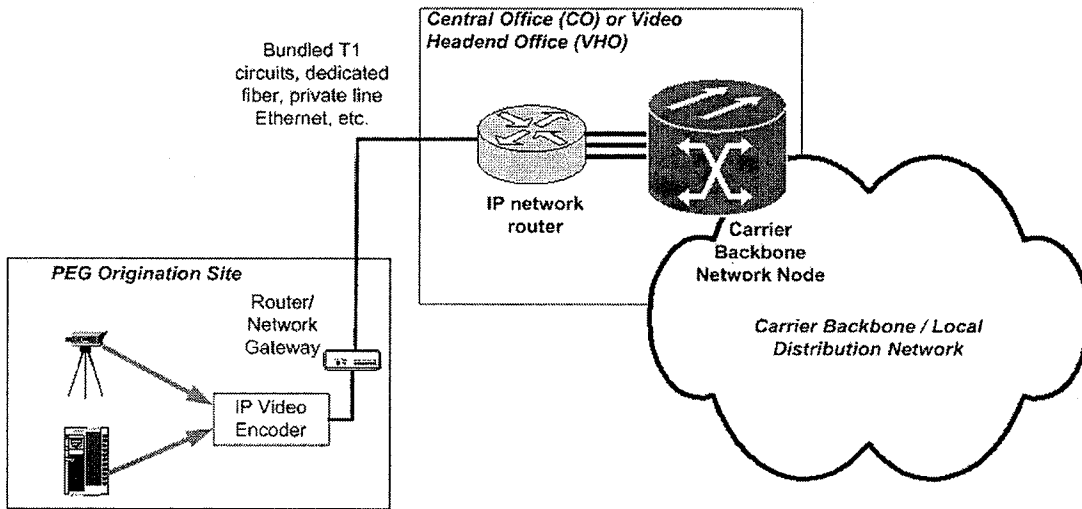 Central Office (CO) or Video
Headend Office (VHO)
Bundled T1
circuits, dedicated
fiber, private line
Ethernet, etc.
IP network
router
Carrier
Backbone
Network Node
PEG Origination Site
Router/
Network
Gateway
IP Video
Encoder
Carrier Backbone / Local
Distribution Network